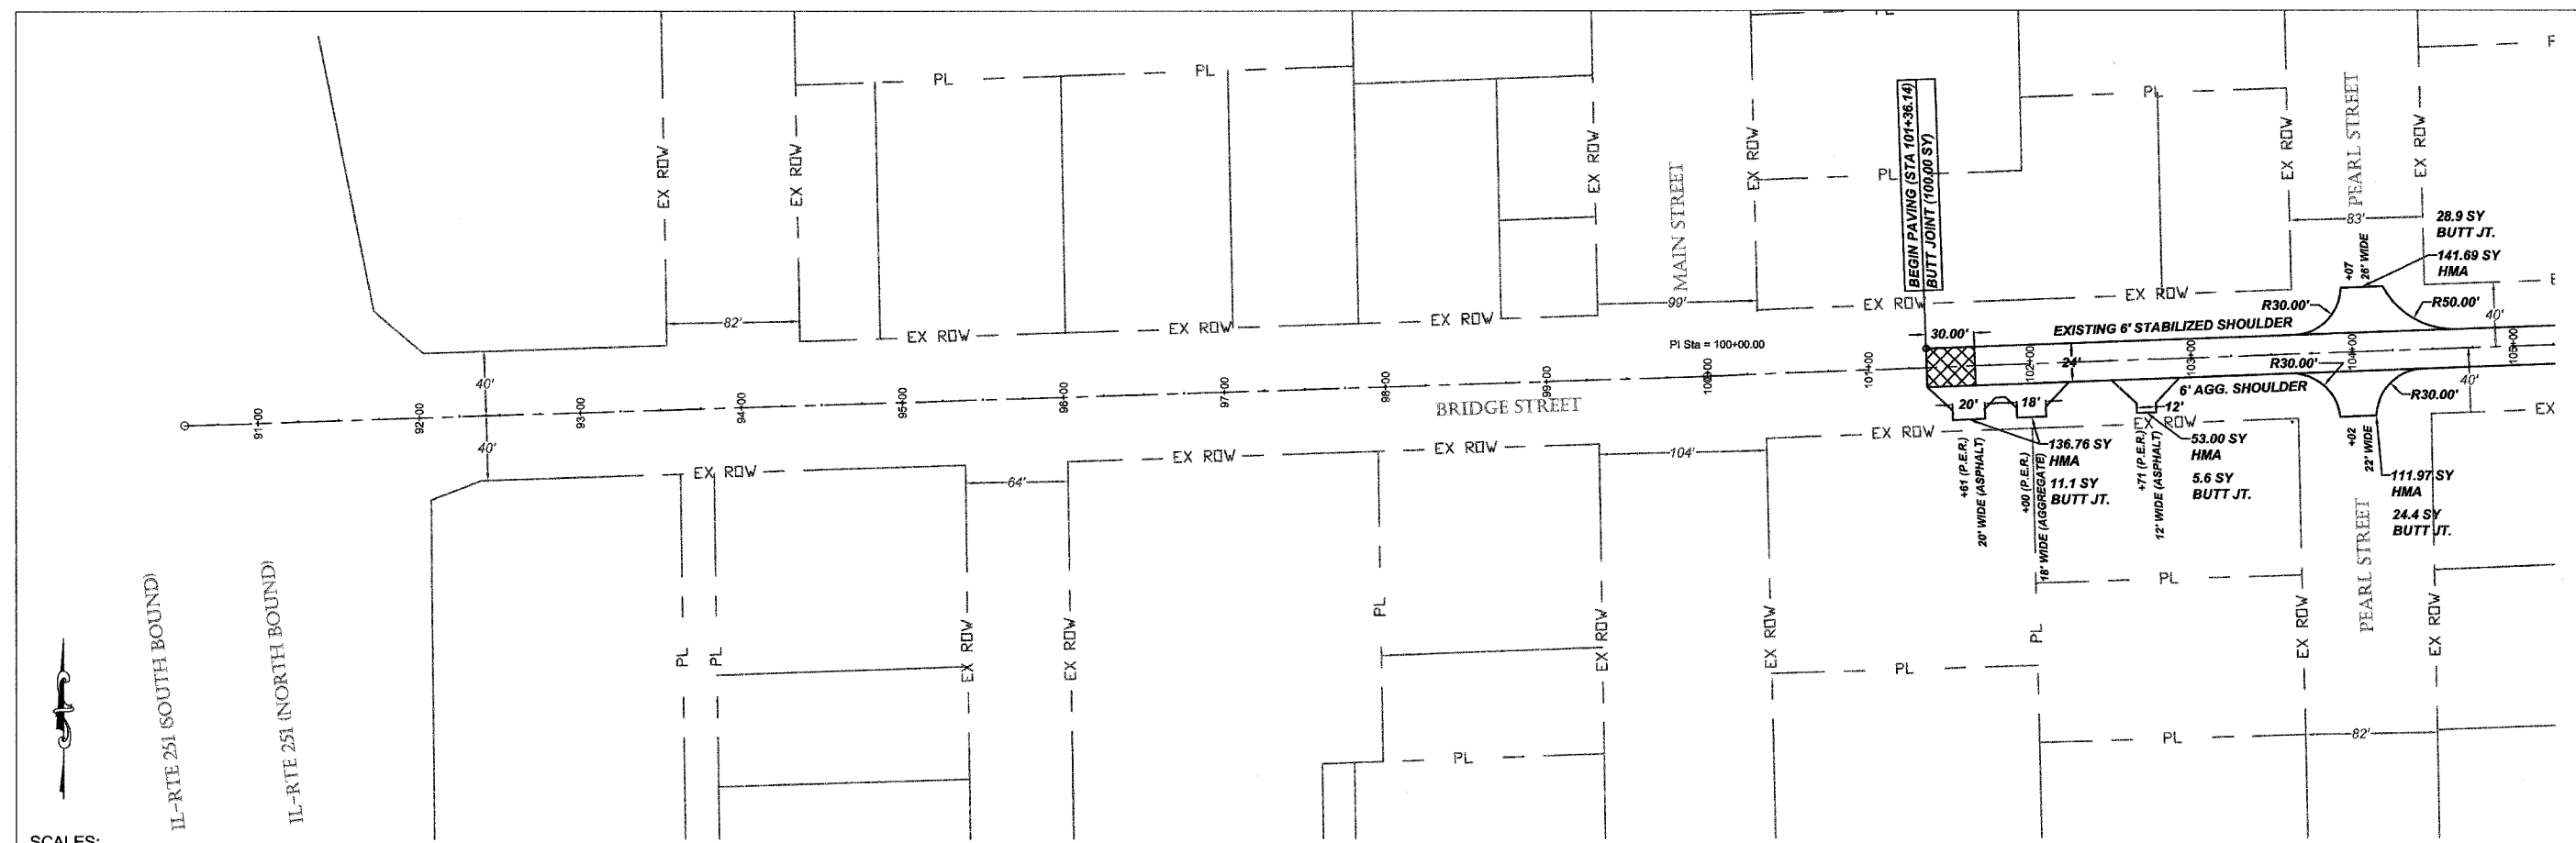 PL
PL
PL
PL
EX ROW
EX ROW
EX ROW
EX ROW
EX ROW
EX ROW
82'
99'
83'
PL
PL
PL
MAIN STREET
PEARL STREET
BEGIN PAVING (STA 101+36.14)
BUTT JOINT (100.00 SY)
28.9 SY
BUTT JT.
141.69 SY
HMA
+07
26' WIDE
R30.00'
R50.00'
40'
EX ROW
EX ROW
EX ROW
EX ROW
EX ROW
30.00'
EXISTING 6' STABILIZED SHOULDER
PI Sta = 100+00.00
91+00
92+00
93+00
94+00
95+00
96+00
97+00
98+00
99+00
100+00
101+00
102+00
103+00
104+00
105+00
24'
R30.00'
6' AGG. SHOULDER
R30.00'
40'
40'
40'
BRIDGE STREET
20'
18'
12'
EX ROW
EX ROW
EX ROW
EX ROW
EX ROW
EX
64'
104'
+61 (P.E.R.)
20' WIDE (ASPHALT)
+00 (P.E.R.)
18' WIDE (AGGREGATE)
136.76 SY
HMA
11.1 SY
BUTT JT.
+71 (P.E.R.)
12' WIDE (ASPHALT)
53.00 SY
HMA
5.6 SY
BUTT JT.
+02
22' WIDE
111.97 SY
HMA
24.4 SY
BUTT JT.
PEARL STREET
IL-RTE 251 (SOUTH BOUND)
IL-RTE 251 (NORTH BOUND)
PL
PL
EX ROW
EX ROW
PL
EX ROW
EX ROW
PL
PL
PL
EX ROW
EX ROW
PL
PL
82'
SCALES: